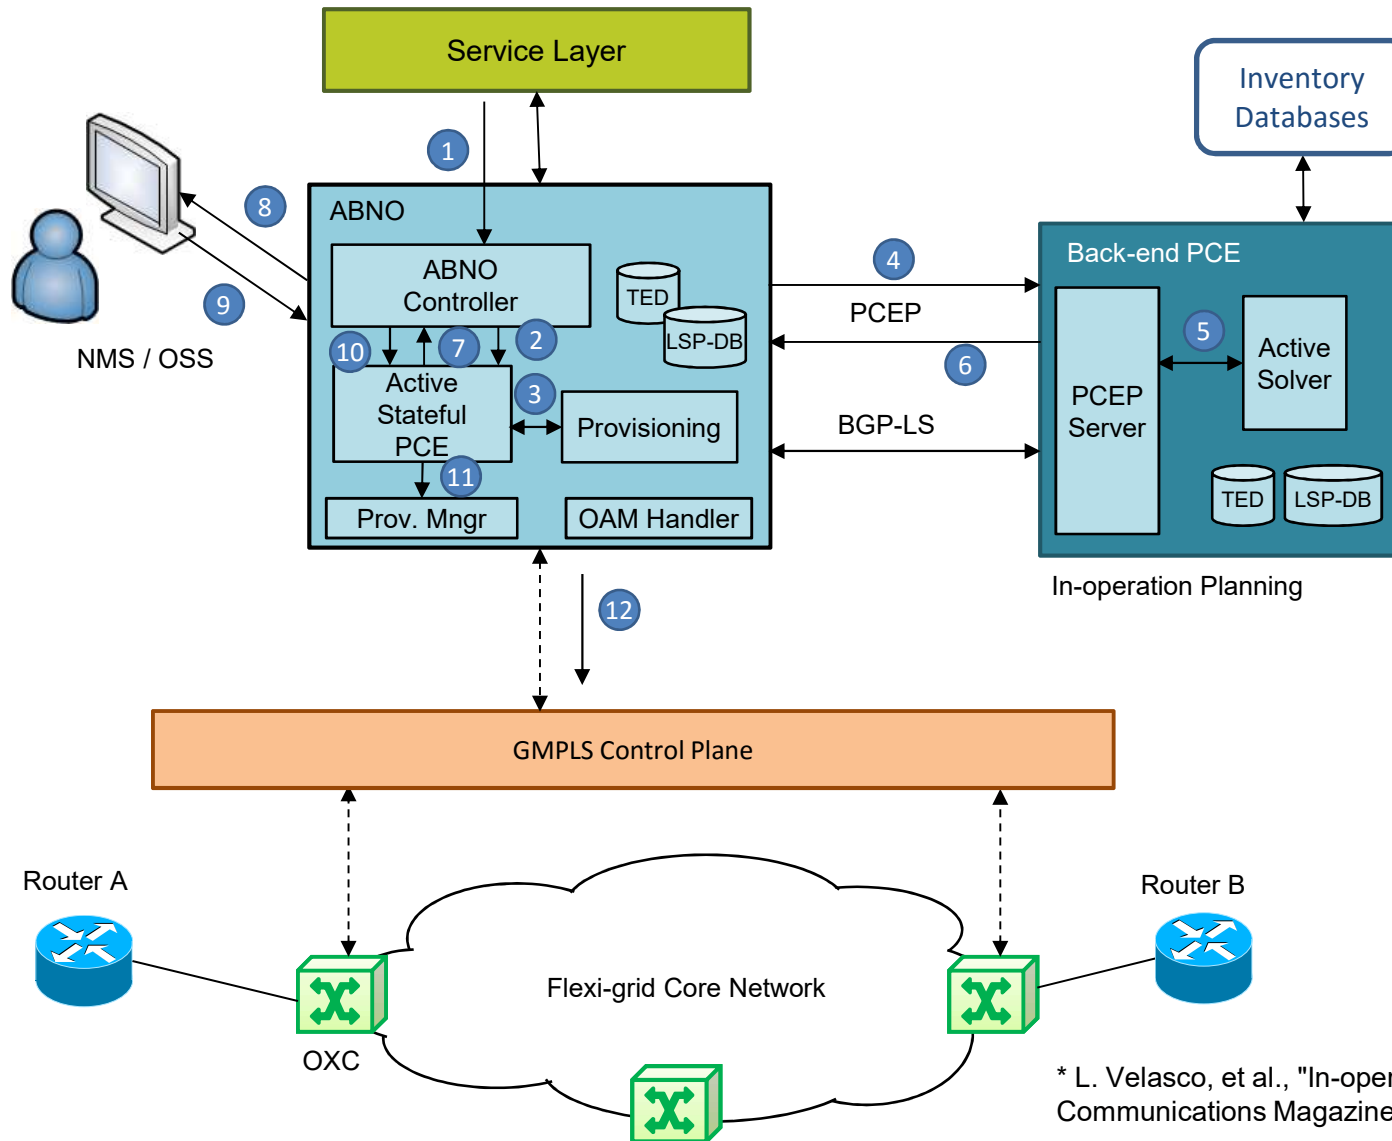 Service Layer
Inventory
Databases
1
8
ABNO
ABNO
Controller
TED
LSP-DB
4
PCEP
Back-end PCE
9
NMS / OSS
10
7
2
6
5
Active
Solver
Active
Stateful
PCE
3
Provisioning
BGP-LS
PCEP
Server
11
TED
LSP-DB
Prov. Mngr
OAM Handler
In-operation Planning
12
GMPLS Control Plane
Router A
Router B
Flexi-grid Core Network
OXC
* L. Velasco, et al., "In-oper
Communications Magazine